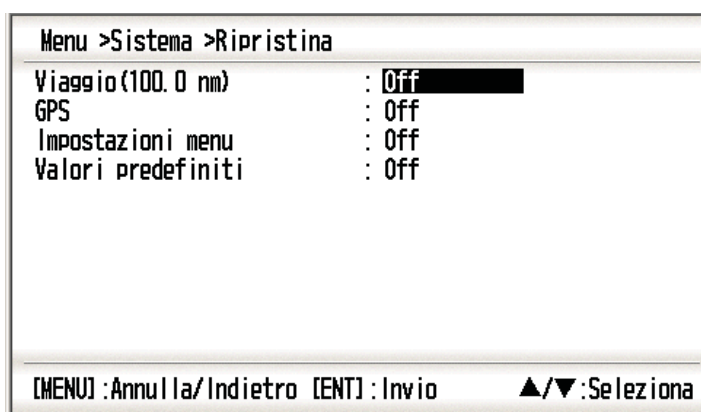 Menu >Sistema >Ripristina
Viaggio(100.0 nm) : Off
GPS : Off
Impostazioni menu : Off
Valori predefiniti : Off
[MENU]:Annulla/Indietro [ENT]:Invio ▲/▼:Seleziona